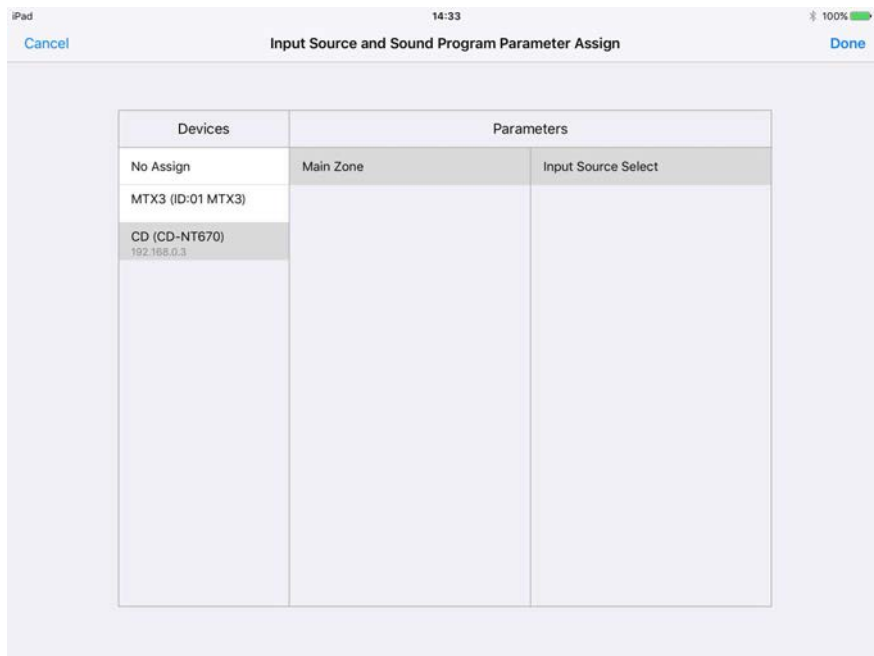 iPad 14:33 100%
Cancel Input Source and Sound Program Parameter Assign Done
Devices Parameters
No Assign Main Zone Input Source Select
MTX3 (ID:01 MTX3)
CD (CD-NT670)
192.168.0.3